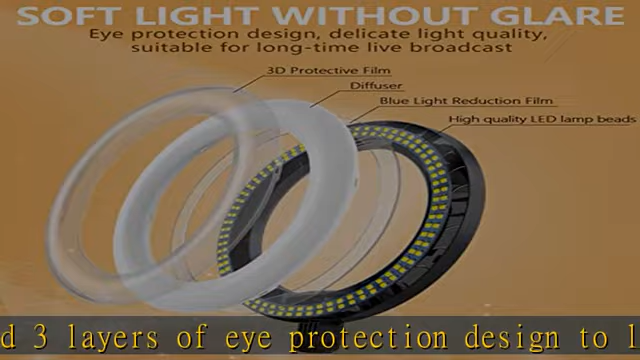 SOFT LIGHT WITHOUT GLARE
Eye protection design, delicate light quality,
suitable for long-time live broadcast
3D Protective Film
Diffuser
Blue Light Reduction Film
High quality LED lamp beads
d 3 layers of eye protection design to l